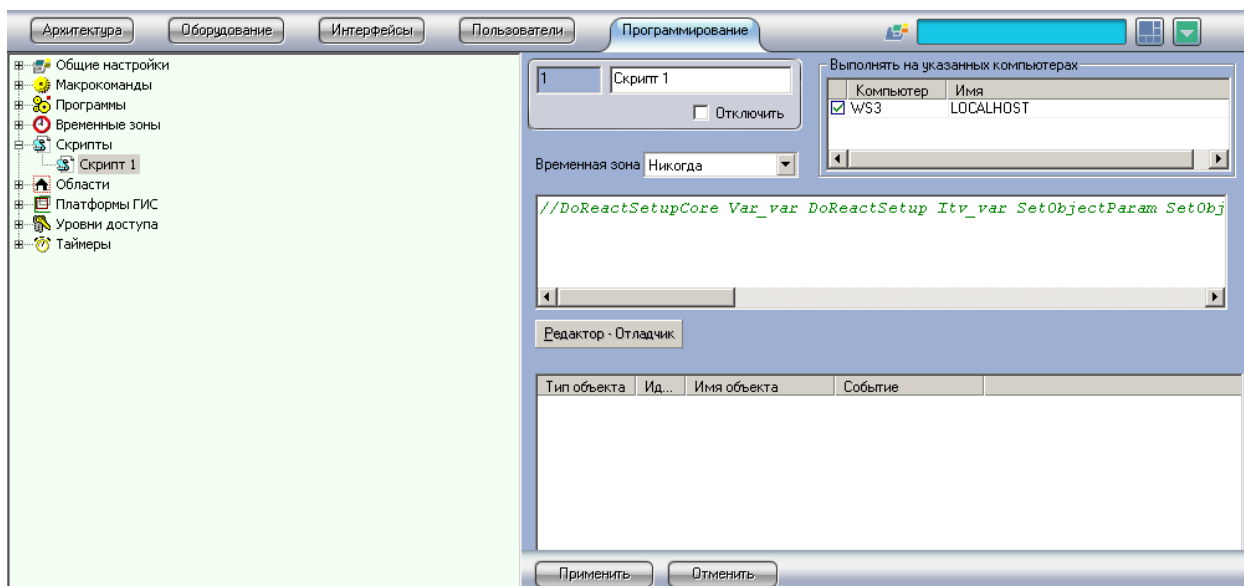 Архитектура Оборудование Интерфейсы Пользователи Программирование
Общие настройки
Макрокоманды
Программы
Временные зоны
Скрипты
Скрипт 1
Области
Платформы ГИС
Уровни доступа
Таймеры
1 Скрипт 1
Отключить
Выполнять на указанных компьютерах
Компьютер Имя
WS3 LOCALHOST
Временная зона Никогда
//DoReactSetupCore Var_var DoReactSetup Itv_var SetObjectParam SetObj
Редактор - Отладчик
Тип объекта Ид... Имя объекта Событие
Применить Отменить